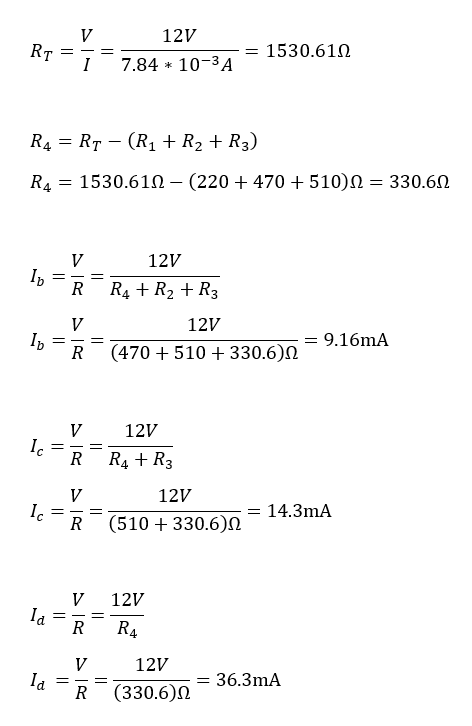 R_T = V/I = 12V/(7.84 * 10^-3 A) = 1530.61Ω
R_4 = R_T − (R_1 + R_2 + R_3)
R_4 = 1530.61Ω − (220 + 470 + 510)Ω = 330.6Ω
I_b = V/R = 12V/(R_4 + R_2 + R_3)
I_b = V/R = 12V/((470 + 510 + 330.6)Ω) = 9.16mA
I_c = V/R = 12V/(R_4 + R_3)
I_c = V/R = 12V/((510 + 330.6)Ω) = 14.3mA
I_d = V/R = 12V/R_4
I_d = V/R = 12V/((330.6)Ω) = 36.3mA